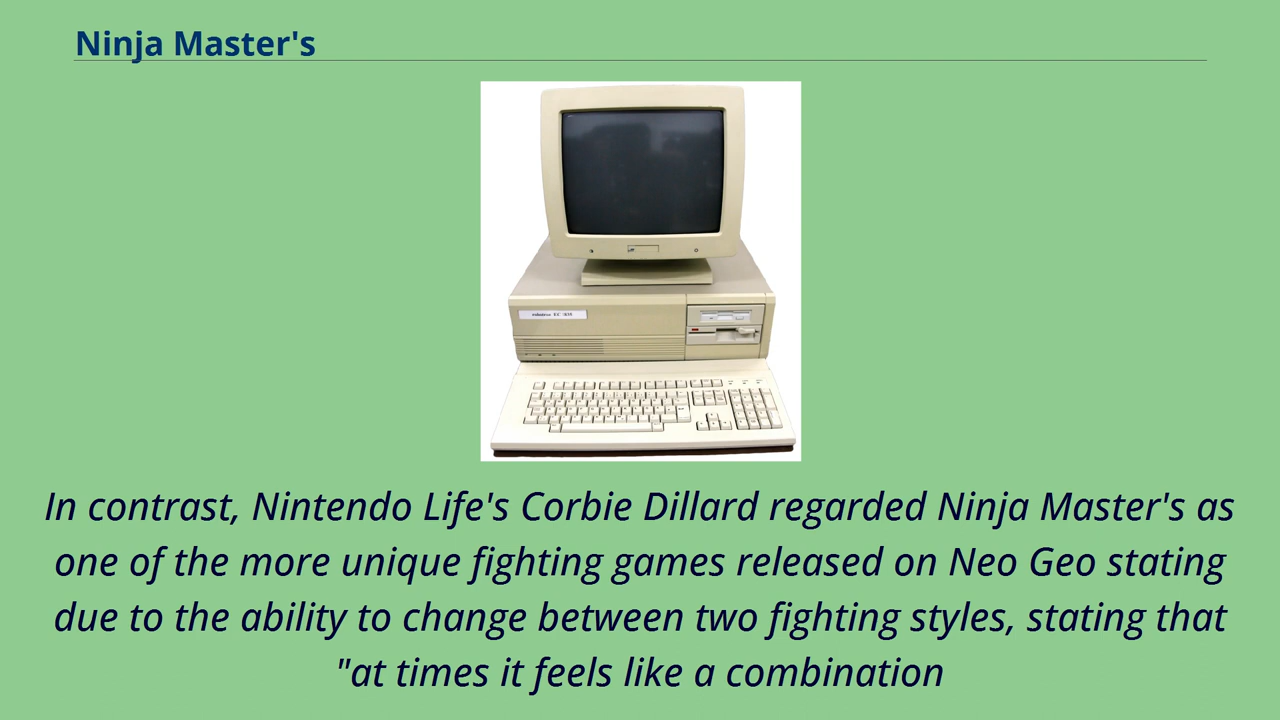 Ninja Master's
In contrast, Nintendo Life's Corbie Dillard regarded Ninja Master's as
one of the more unique fighting games released on Neo Geo stating
due to the ability to change between two fighting styles, stating that
"at times it feels like a combination